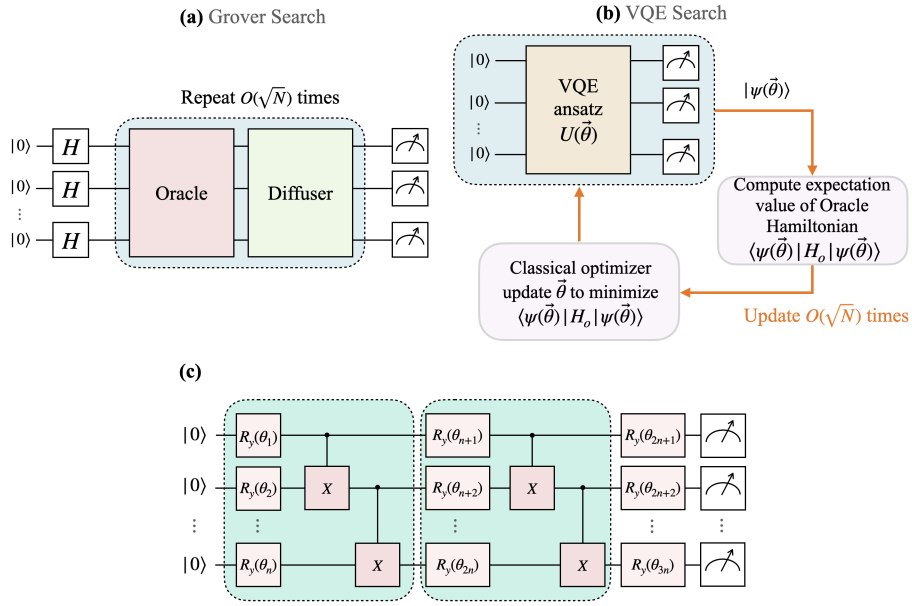 (a) Grover Search
Repeat O(√N) times
|0⟩ H
|0⟩ H
⋮
|0⟩ H
Oracle
Diffuser
(b) VQE Search
|0⟩
|0⟩
⋮
|0⟩
VQE
ansatz
U(θ⃗)
|ψ(θ⃗)⟩
Compute expectation
value of Oracle
Hamiltonian
⟨ψ(θ⃗)|Hₒ|ψ(θ⃗)⟩
Update O(√N) times
Classical optimizer
update θ⃗ to minimize
⟨ψ(θ⃗)|Hₒ|ψ(θ⃗)⟩
(c)
|0⟩ R_y(θ_1) R_y(θ_{n+1}) R_y(θ_{2n+1})
X X
|0⟩ R_y(θ_2) R_y(θ_{n+2}) R_y(θ_{2n+2})
⋮ ⋮ ⋮ ⋮ ⋮
|0⟩ R_y(θ_n) X R_y(θ_{2n}) X R_y(θ_{3n})